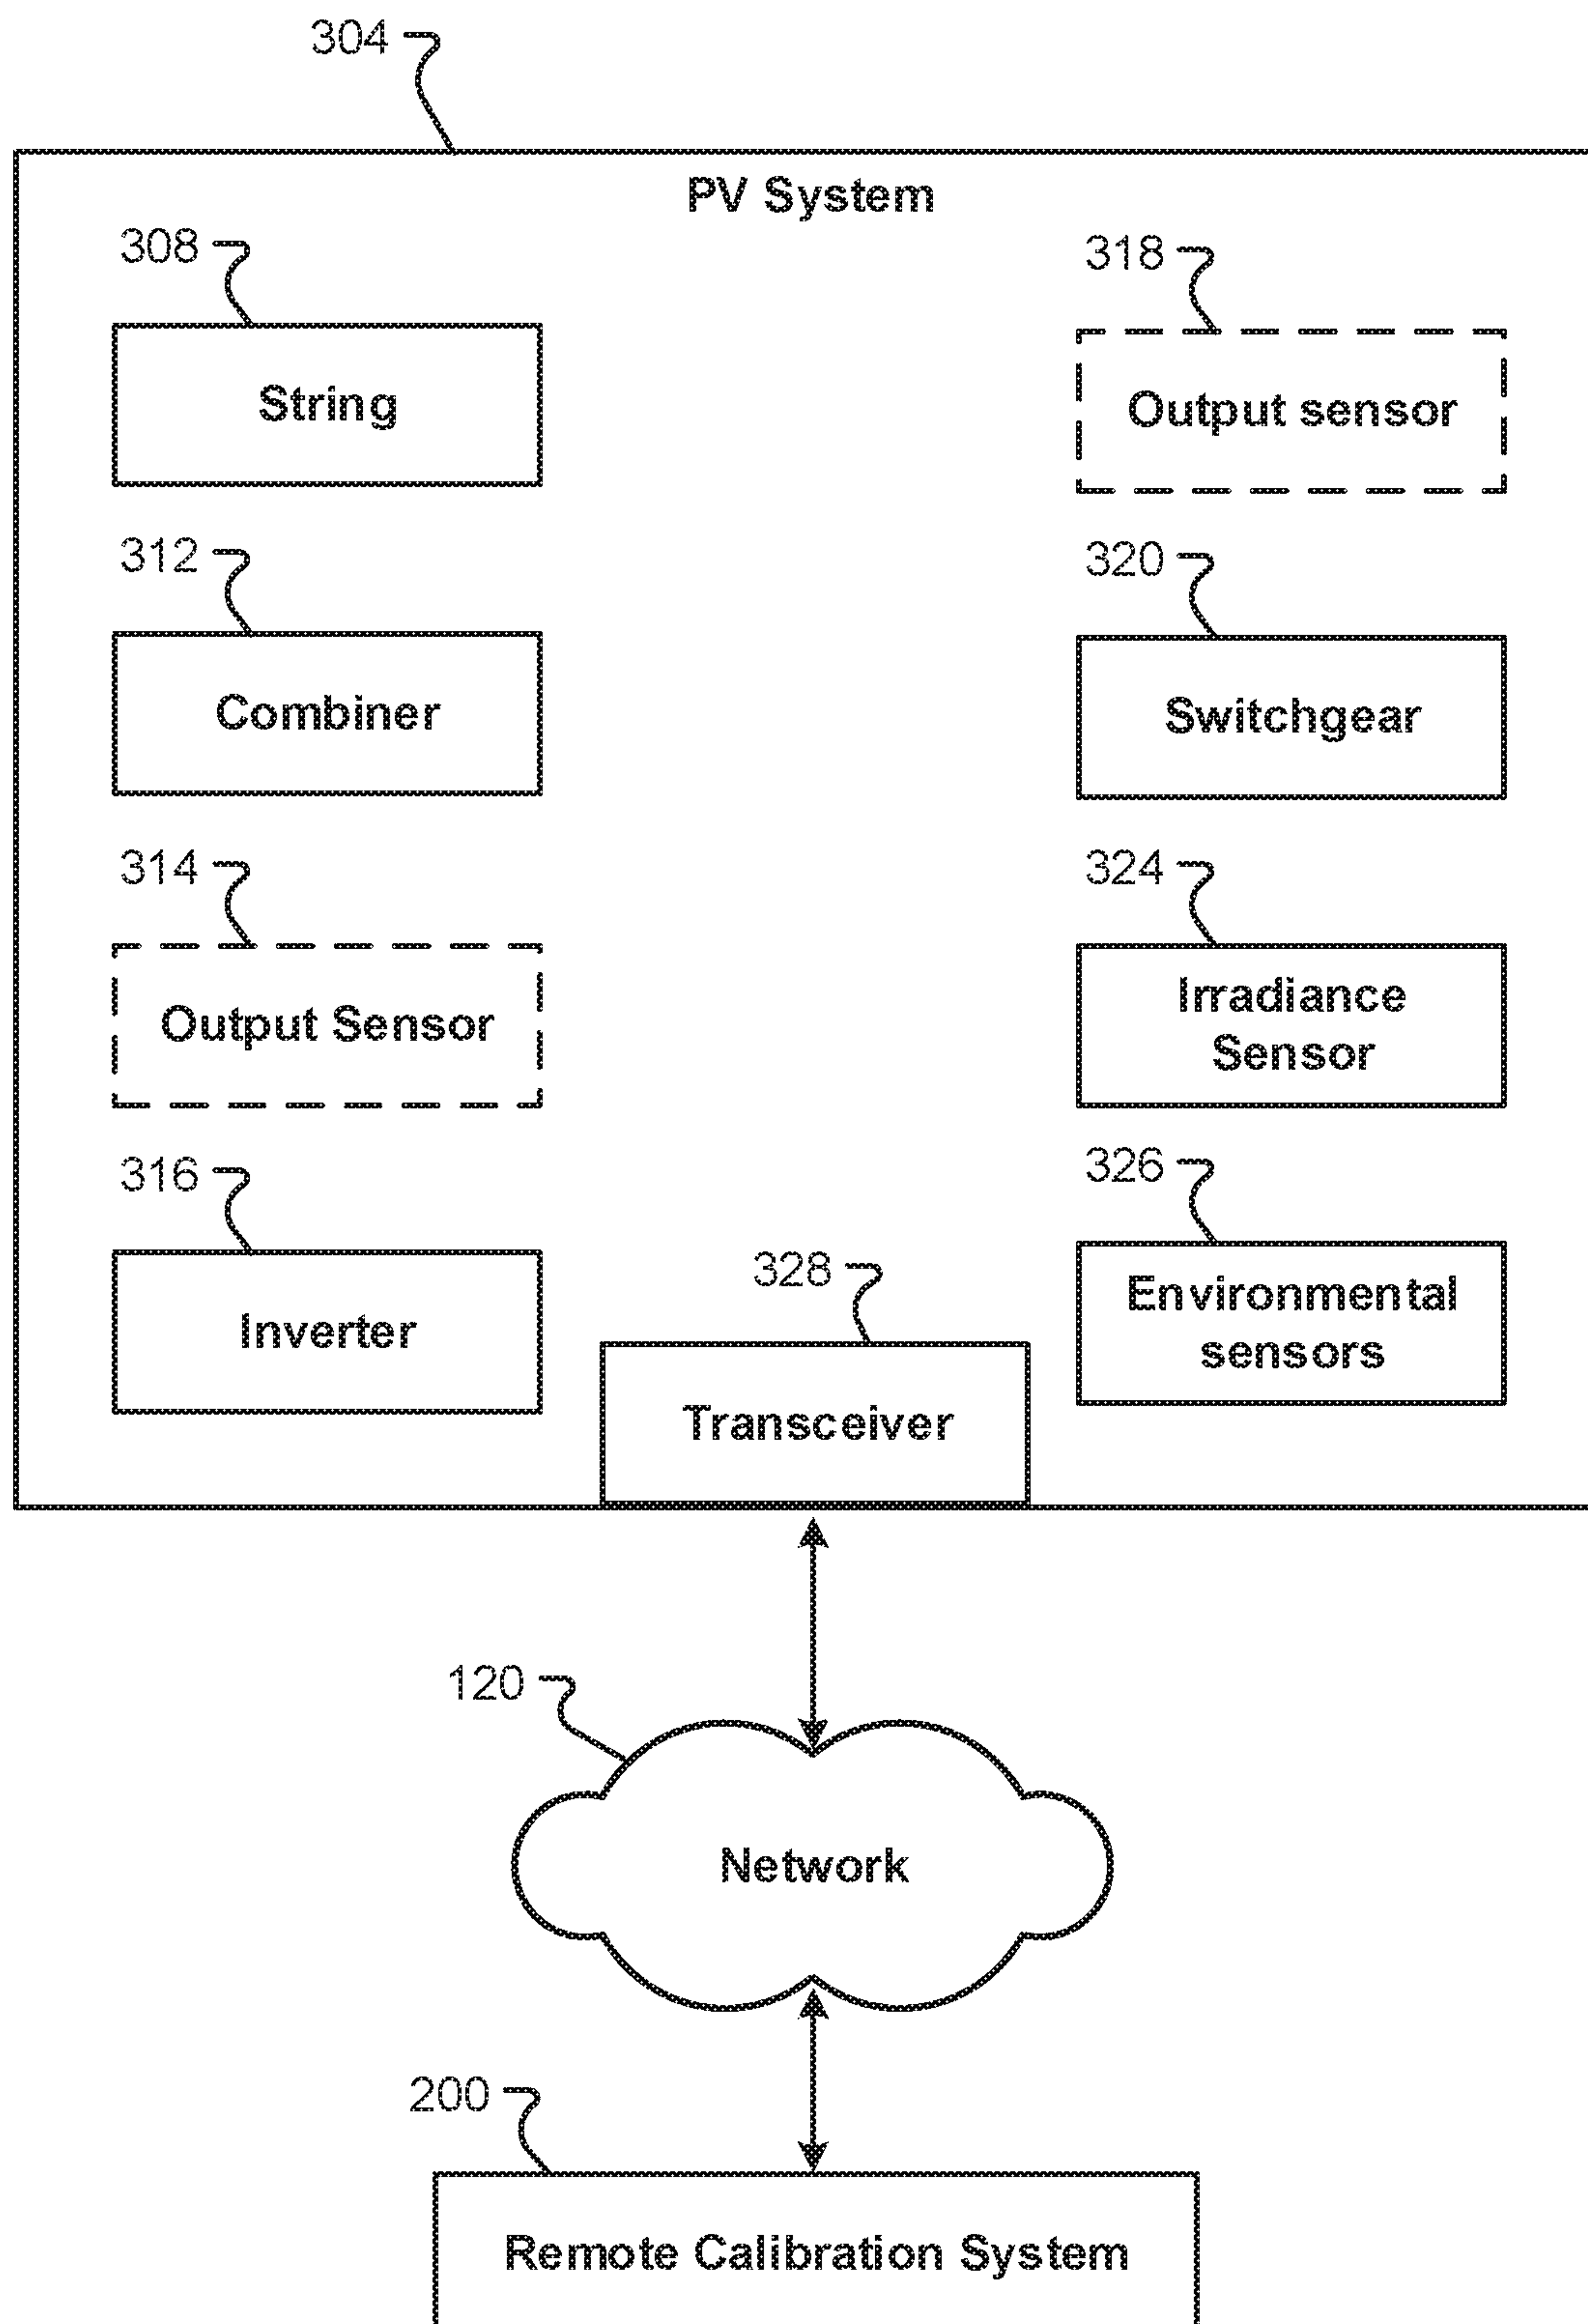 304
PV System
308
String
312
Combiner
314
Output Sensor
316
Inverter
318
Output sensor
320
Switchgear
324
Irradiance
Sensor
326
Environmental
sensors
328
Transceiver
120
Network
200
Remote Calibration System